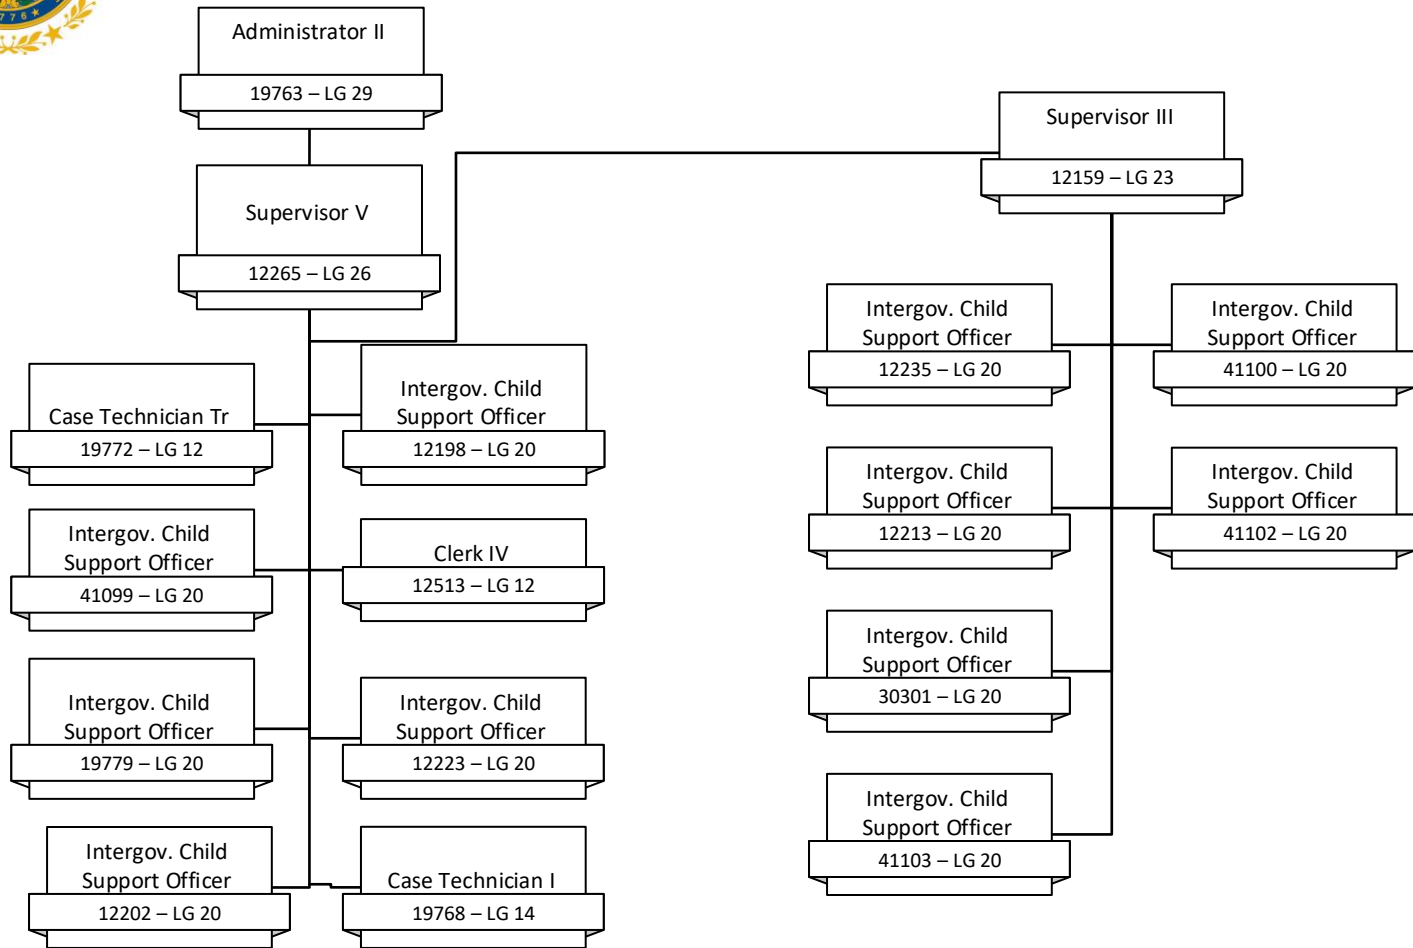 776★
Administrator II
19763 – LG 29
Supervisor V
12265 – LG 26
Supervisor III
12159 – LG 23
Case Technician Tr
19772 – LG 12
Intergov. Child
Support Officer
12198 – LG 20
Intergov. Child
Support Officer
41099 – LG 20
Clerk IV
12513 – LG 12
Intergov. Child
Support Officer
19779 – LG 20
Intergov. Child
Support Officer
12223 – LG 20
Intergov. Child
Support Officer
12202 – LG 20
Case Technician I
19768 – LG 14
Intergov. Child
Support Officer
12235 – LG 20
Intergov. Child
Support Officer
41100 – LG 20
Intergov. Child
Support Officer
12213 – LG 20
Intergov. Child
Support Officer
41102 – LG 20
Intergov. Child
Support Officer
30301 – LG 20
Intergov. Child
Support Officer
41103 – LG 20